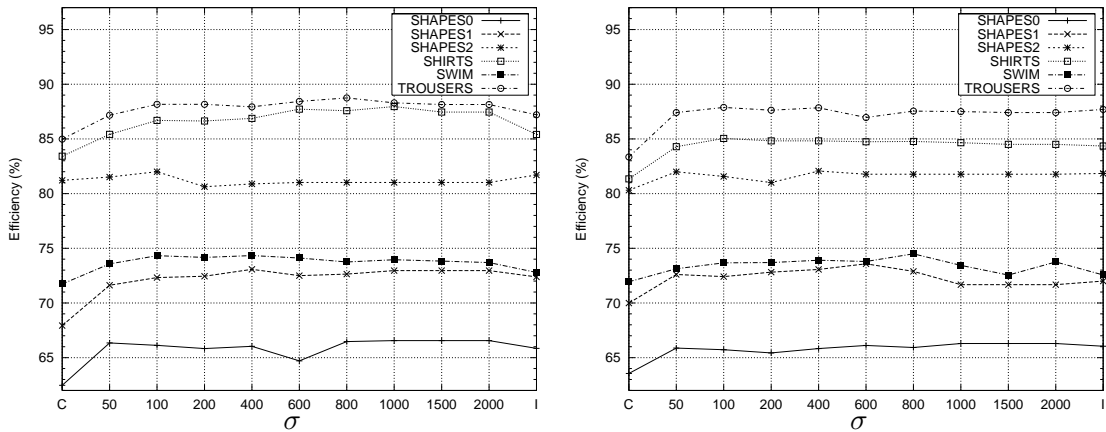 95
90
85
80
75
70
65
Efficiency (%)
C 50 100 200 400 600 800 1000 1500 2000 I
σ
SHAPES0
SHAPES1
SHAPES2
SHIRTS
SWIM
TROUSERS
95
90
85
80
75
70
65
Efficiency (%)
C 50 100 200 400 600 800 1000 1500 2000 I
σ
SHAPES0
SHAPES1
SHAPES2
SHIRTS
SWIM
TROUSERS